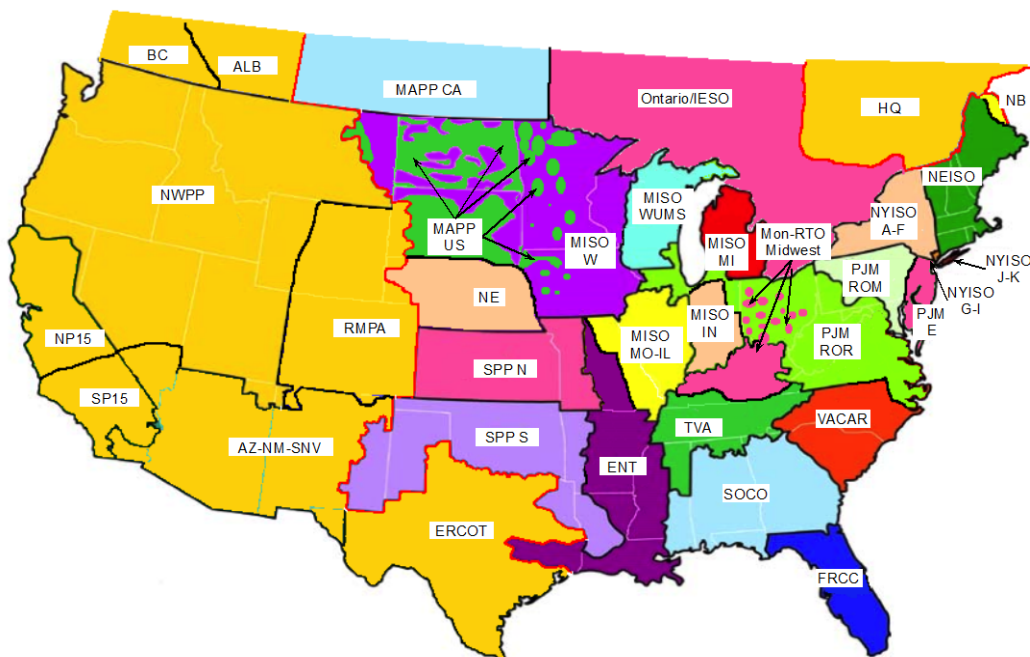 BC
ALB
MAPP CA
Ontario/IESO
HQ
NB
NWPP
MAPP
US
MISO
W
MISO
WUMS
MISO
MI
Mon-RTO
Midwest
NYISO
A-F
NEISO
NYISO
J-K
NYISO
G-I
PJM
ROM
PJM
E
NE
RMPA
MISO
IN
MISO
MO-IL
PJM
ROR
NP15
SPP N
SP15
AZ-NM-SNV
SPP S
ENT
TVA
VACAR
SOCO
ERCOT
FRCC